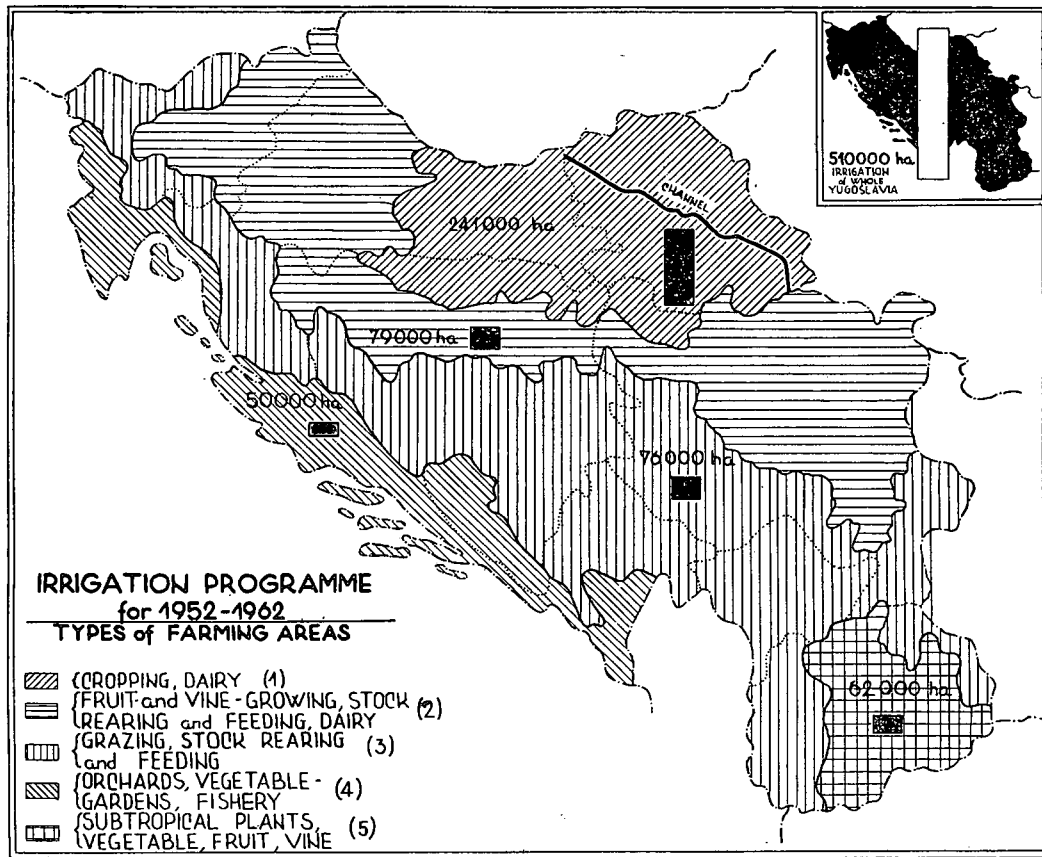 510000 ha
IRRIGATION
of WHOLE
YUGOSLAVIA
CHANNEL
241000 ha
79000 ha
50000 ha
76000 ha
62000 ha
IRRIGATION PROGRAMME
for 1952-1962
TYPES of FARMING AREAS
CROPPING, DAIRY (1)
FRUIT and VINE-GROWING, STOCK
REARING and FEEDING, DAIRY (2)
GRAZING, STOCK REARING
and FEEDING (3)
ORCHARDS, VEGETABLE-
GARDENS, FISHERY (4)
SUBTROPICAL PLANTS,
VEGETABLE, FRUIT, VINE (5)